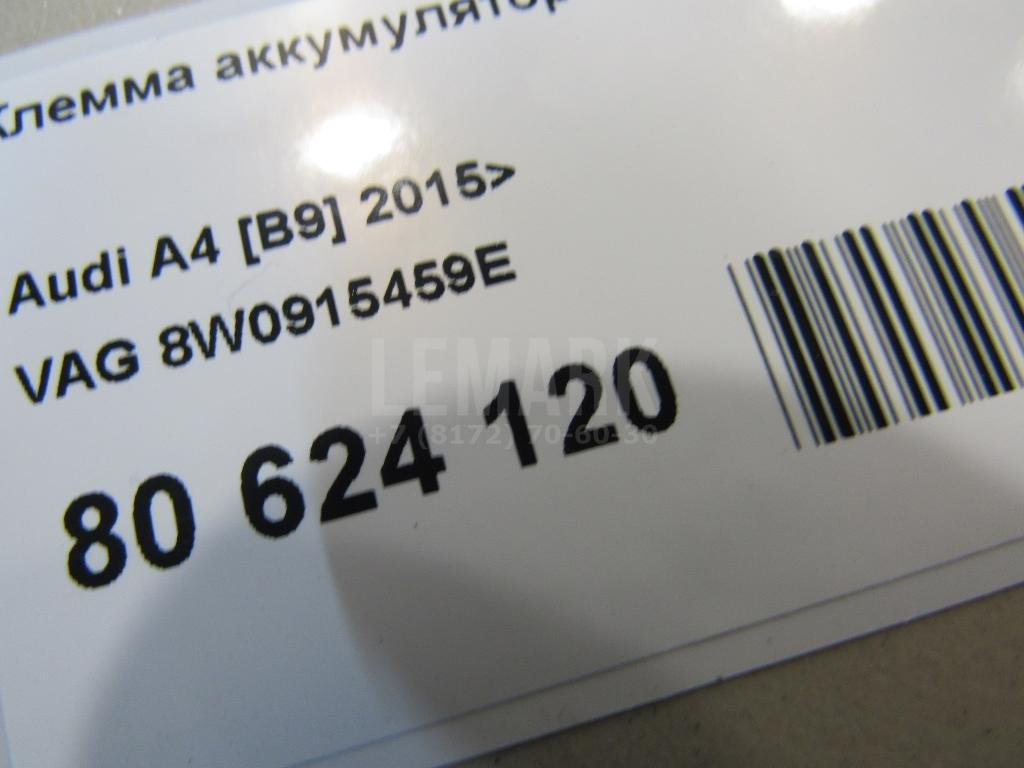 Клемма аккумулятор
Audi A4 [B9] 2015>
VAG 8W0915459E
LEMARK
+7 (8172) 70-60-30
80 624 120